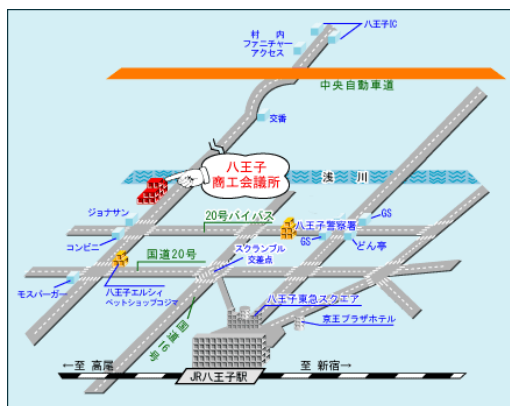 八王子IC
村 内
ファニチャー
アクセス
中央自動車道
交番
八王子
商工会議所
浅 川
ジョナサン
20号バイパス
八王子警察署
GS
コンビニ
GS
どん亭
国道20号
スクランブル
交差点
モスバーガー
八王子エルシィ
ペットショップコジマ
八王子東急スクエア
国道16号
京王プラザホテル
←至 高尾
至 新宿→
JR八王子駅